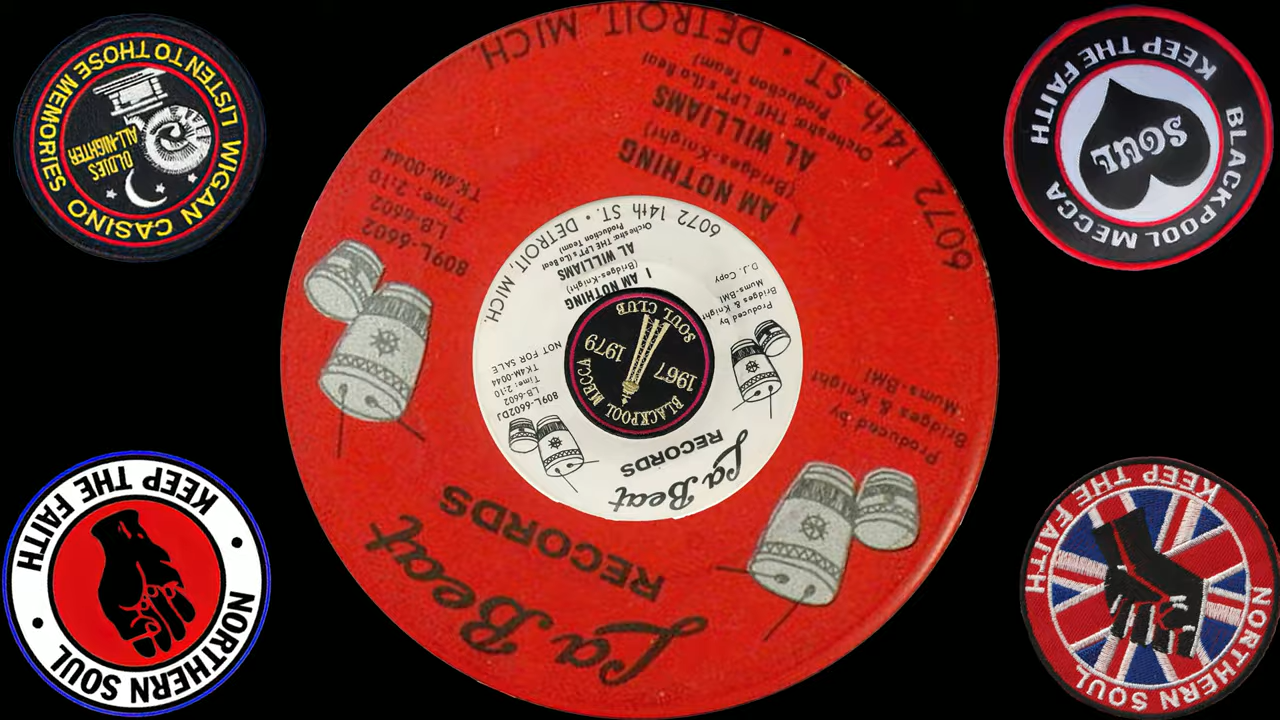 WIGAN CASINO
LISTEN TO THOSE MEMORIES
OLDIES
ALL-NIGHTER
BLACKPOOL MECCA
KEEP THE FAITH
SOUL
NORTHERN SOUL
KEEP THE FAITH
NORTHERN SOUL
KEEP THE FAITH
La Beat
RECORDS
Produced by
Bridges & Knight
Mums-BMI
809L-6602
LB-6602
Time: 2:10
TK4M-0044
I AM NOTHING
(Bridges-Knight)
AL WILLIAMS
Orchestra: THE LPT's (La Beat
Production Team)
6072 14th ST. • DETROIT, MICH.
La Beat
RECORDS
Produced by
Bridges & Knight
Mums-BMI
D.J. Copy
809L-6602DJ
LB-6602
Time: 2:10
TK4M-0044
NOT FOR SALE
I AM NOTHING
(Bridges-Knight)
AL WILLIAMS
Orchestra: THE LPT's (La Beat
Production Team)
6072 14th ST. • DETROIT, MICH.
BLACKPOOL MECCA
1967
1979
SOUL CLUB